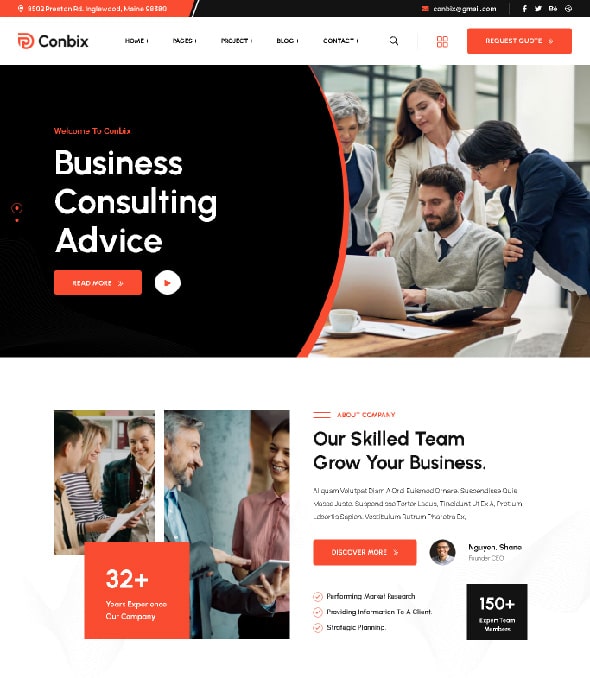 8502 Preston Rd. Inglewood, Maine 98380
conbix@gmail.com
Conbix
HOME +
PAGES +
PROJECT +
BLOG +
CONTACT +
REQUEST QUOTE
Welcome To Conbix
Business
Consulting
Advice
READ MORE
ABOUT COMPANY
Our Skilled Team
Grow Your Business.
Aliquam Volutpat Diam A Orci Euismod Ornare. Suspendisse Quis
Massa Justo. Suspendisse Tortor Lacus, Tincidunt Ut Ex A, Pretium
Lobortis Sapien. Vestibulum Rutrum Pharetra Ex,
DISCOVER MORE
Nguyen, Shane
Founder CEO
32+
Years Experience
Our Company
Performing Market Research
Providing Information To A Client.
Strategic Planning.
150+
Expert Team
Members